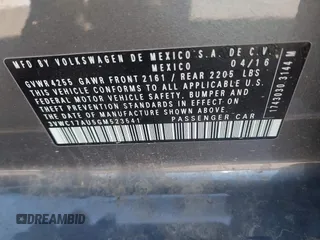 MFD BY VOLKSWAGEN DE MEXICO S.A. DE C.V.
MEXICO 04/16
GVWR 4255 GAWR FRONT 2161 / REAR 2205 LBS
THIS VEHICLE CONFORMS TO ALL APPLICABLE U.S.
FEDERAL MOTOR VEHICLE SAFETY, BUMPER AND
THEFT PREVENTION STANDARDS IN EFFECT ON
THE DATE OF MANUFACTURE SHOWN ABOVE.
3VWC17AU5GM523541 PASSENGER CAR
1743030 3144 M
DREAMBID